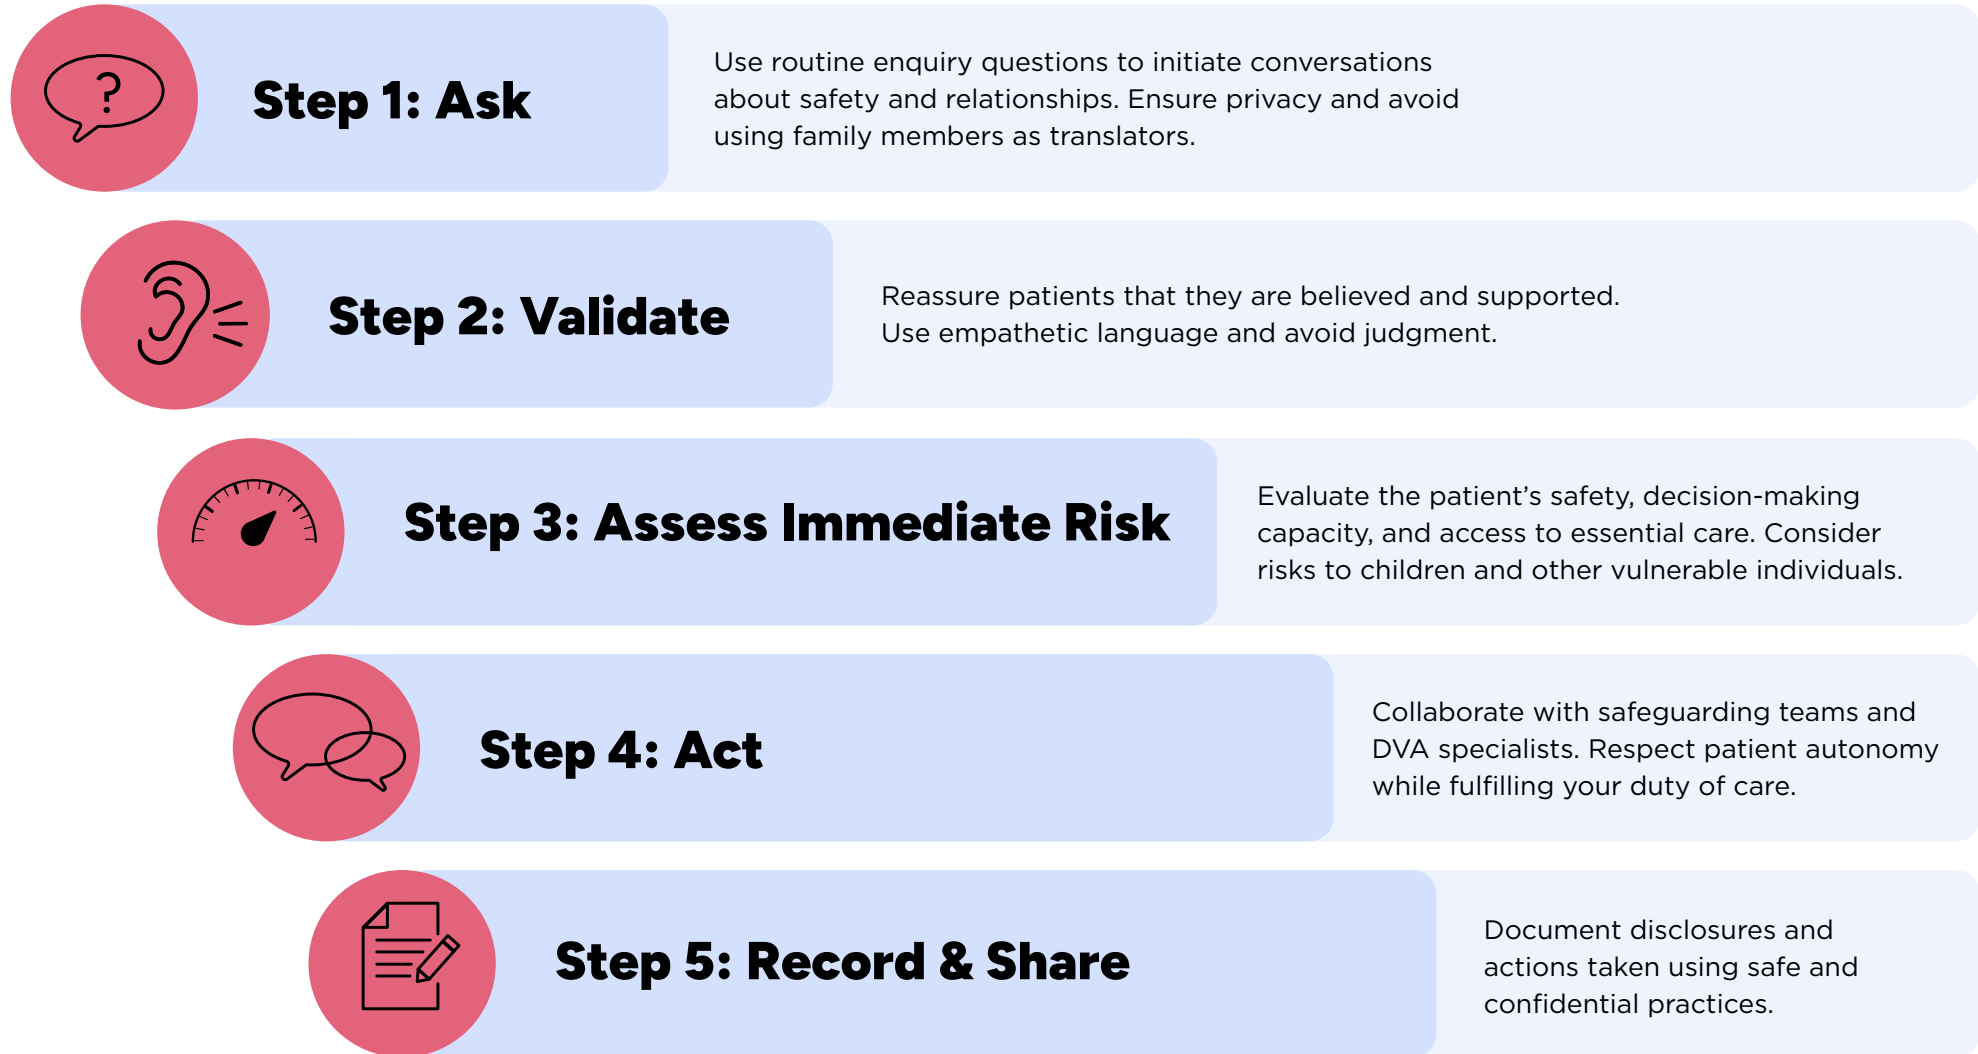 ?
Step 1: Ask
Use routine enquiry questions to initiate conversations
about safety and relationships. Ensure privacy and avoid
using family members as translators.
Step 2: Validate
Reassure patients that they are believed and supported.
Use empathetic language and avoid judgment.
Step 3: Assess Immediate Risk
Evaluate the patient’s safety, decision-making
capacity, and access to essential care. Consider
risks to children and other vulnerable individuals.
Step 4: Act
Collaborate with safeguarding teams and
DVA specialists. Respect patient autonomy
while fulfilling your duty of care.
Step 5: Record & Share
Document disclosures and
actions taken using safe and
confidential practices.